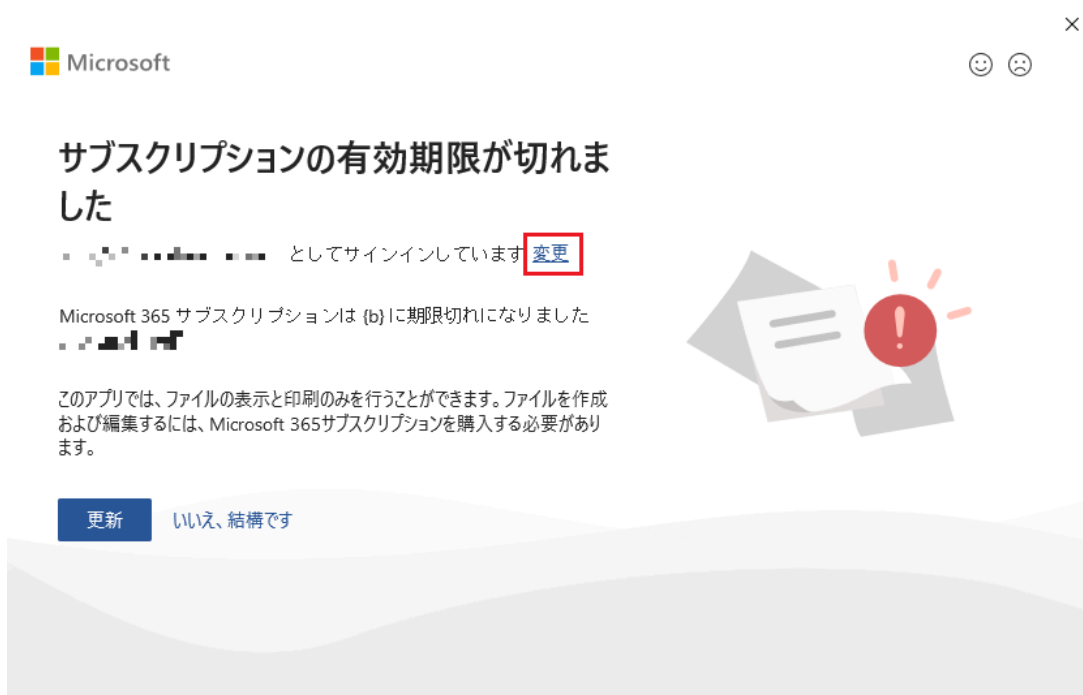 Microsoft
サブスクリプションの有効期限が切れま
した
としてサインインしています 変更
Microsoft 365 サブスクリプションは {b} に期限切れになりました
このアプリでは、ファイルの表示と印刷のみを行うことができます。ファイルを作成
および編集するには、Microsoft 365サブスクリプションを購入する必要があり
ます。
更新 いいえ、結構です